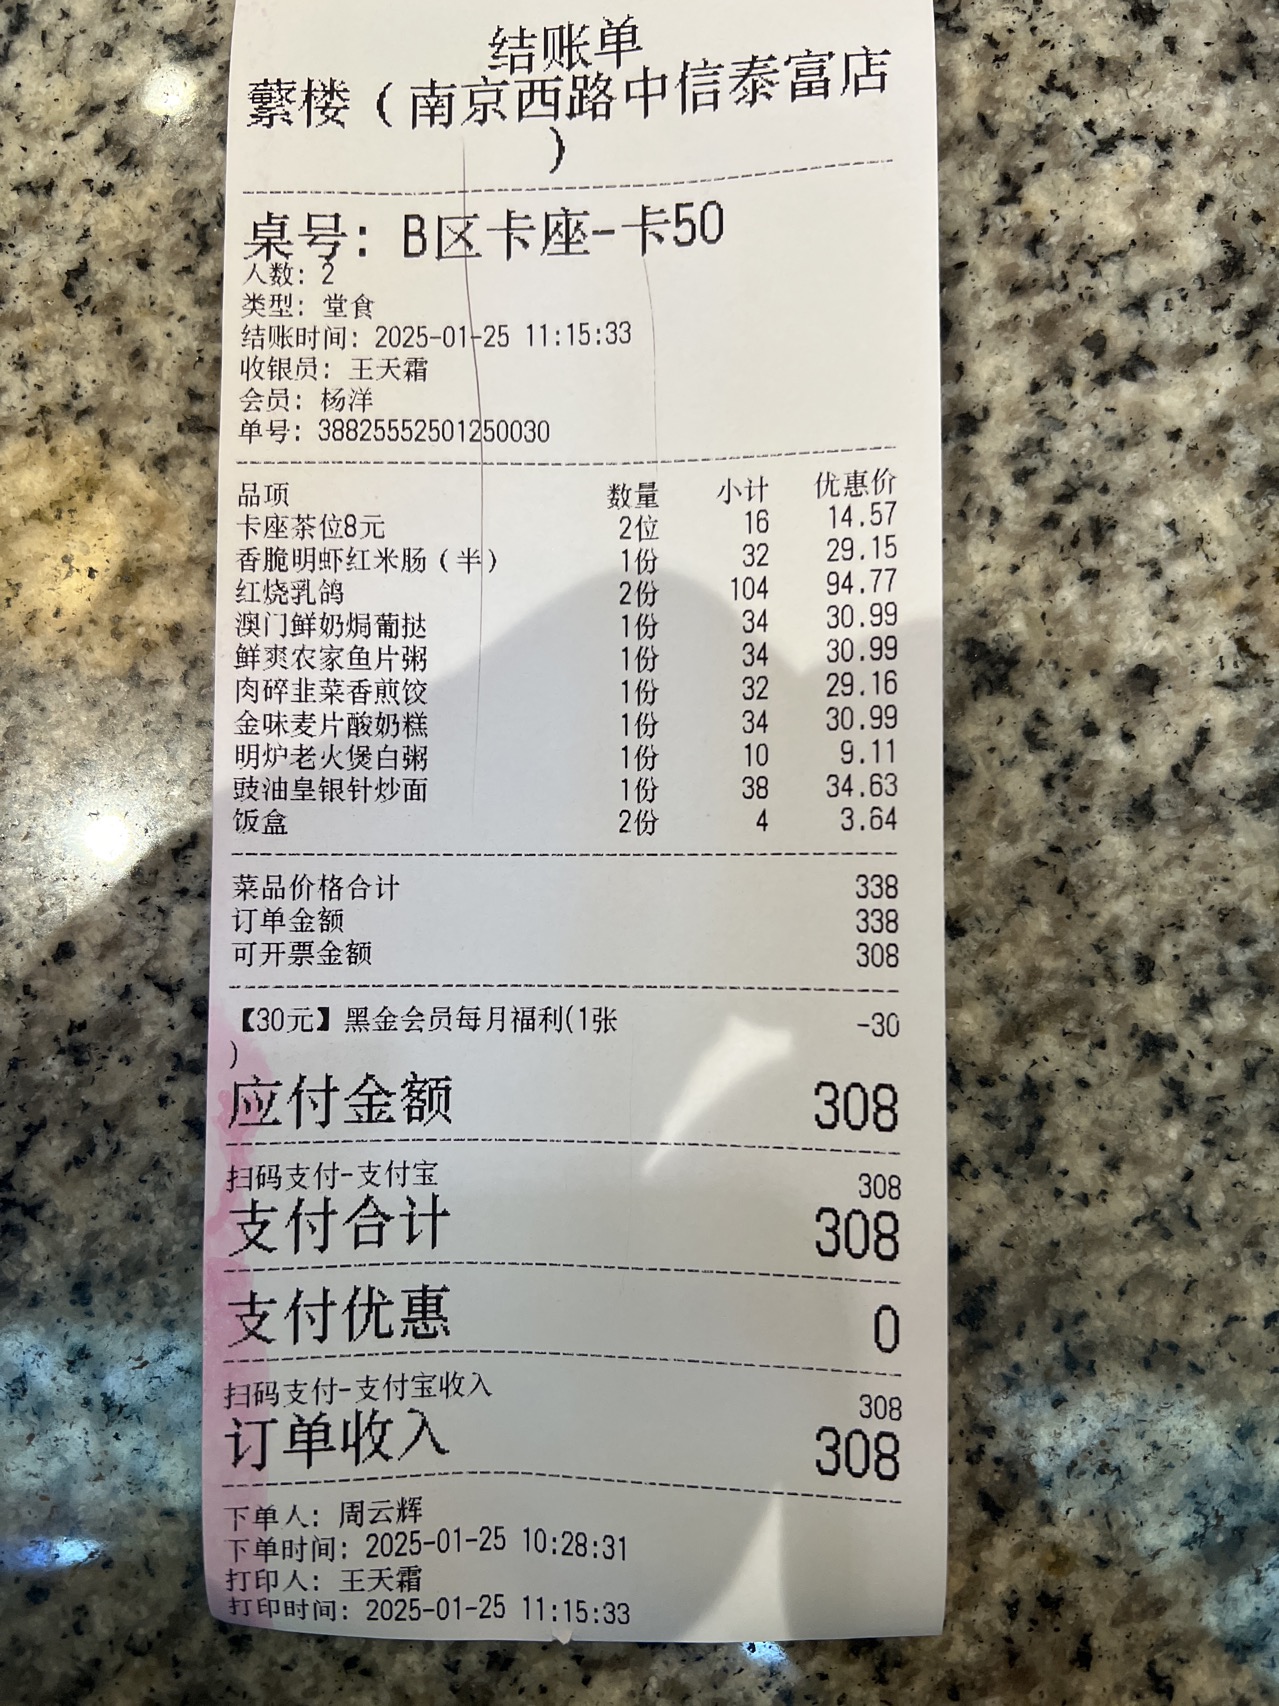 结账单
蘩楼（南京西路中信泰富店
）
桌号：B区卡座-卡50
人数：2
类型：堂食
结账时间：2025-01-25 11:15:33
收银员：王天霜
会员：杨洋
单号：38825552501250030
品项 数量 小计 优惠价
卡座茶位8元 2位 16 14.57
香脆明虾红米肠（半） 1份 32 29.15
红烧乳鸽 2份 104 94.77
澳门鲜奶焗葡挞 1份 34 30.99
鲜爽农家鱼片粥 1份 34 30.99
肉碎韭菜香煎饺 1份 32 29.16
金味麦片酸奶糕 1份 34 30.99
明炉老火煲白粥 1份 10 9.11
豉油皇银针炒面 1份 38 34.63
饭盒 2份 4 3.64
菜品价格合计 338
订单金额 338
可开票金额 308
【30元】黑金会员每月福利(1张 -30
)
应付金额 308
扫码支付-支付宝 308
支付合计 308
支付优惠 0
扫码支付-支付宝收入 308
订单收入 308
下单人：周云辉
下单时间：2025-01-25 10:28:31
打印人：王天霜
打印时间：2025-01-25 11:15:33